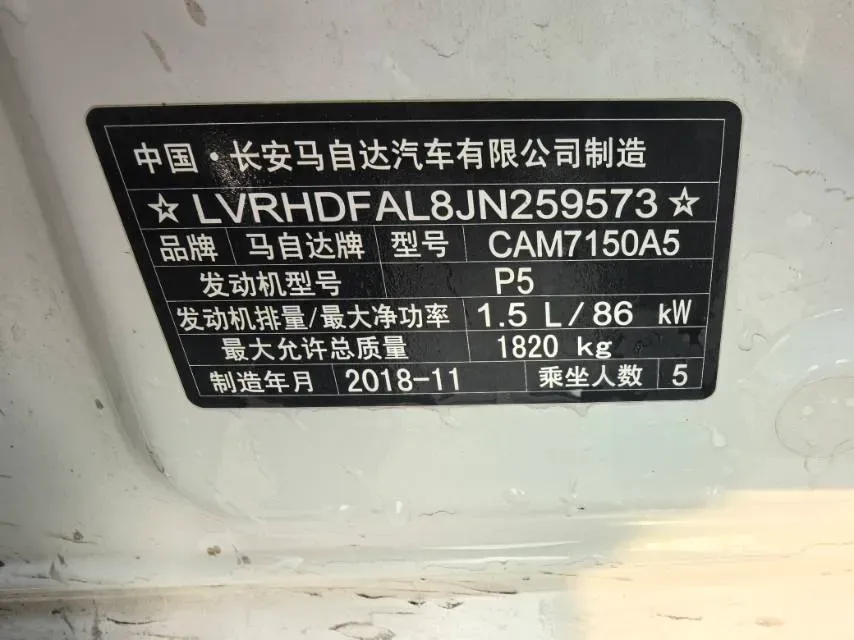 中国·长安马自达汽车有限公司制造
☆LVRHDFAL8JN259573☆
品牌 马自达牌 型号 CAM7150A5
发动机型号 P5
发动机排量/最大净功率 1.5 L/86 kW
最大允许总质量 1820 kg
制造年月 2018-11 乘坐人数 5